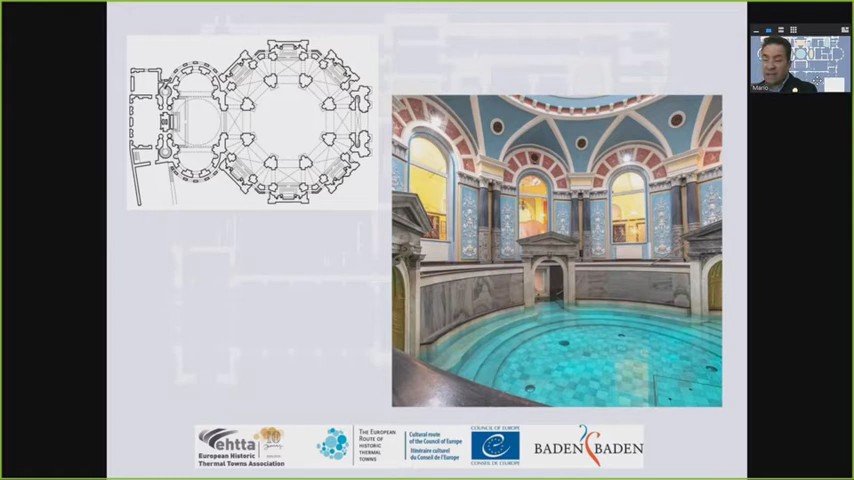 Mario
ehtta
European Historic
Thermal Towns Association
THE EUROPEAN
ROUTE OF
HISTORIC
THERMAL
TOWNS
Cultural route
of the Council of Europe
Itinéraire culturel
du Conseil de l'Europe
COUNCIL OF EUROPE
CONSEIL DE L'EUROPE
BADEN BADEN